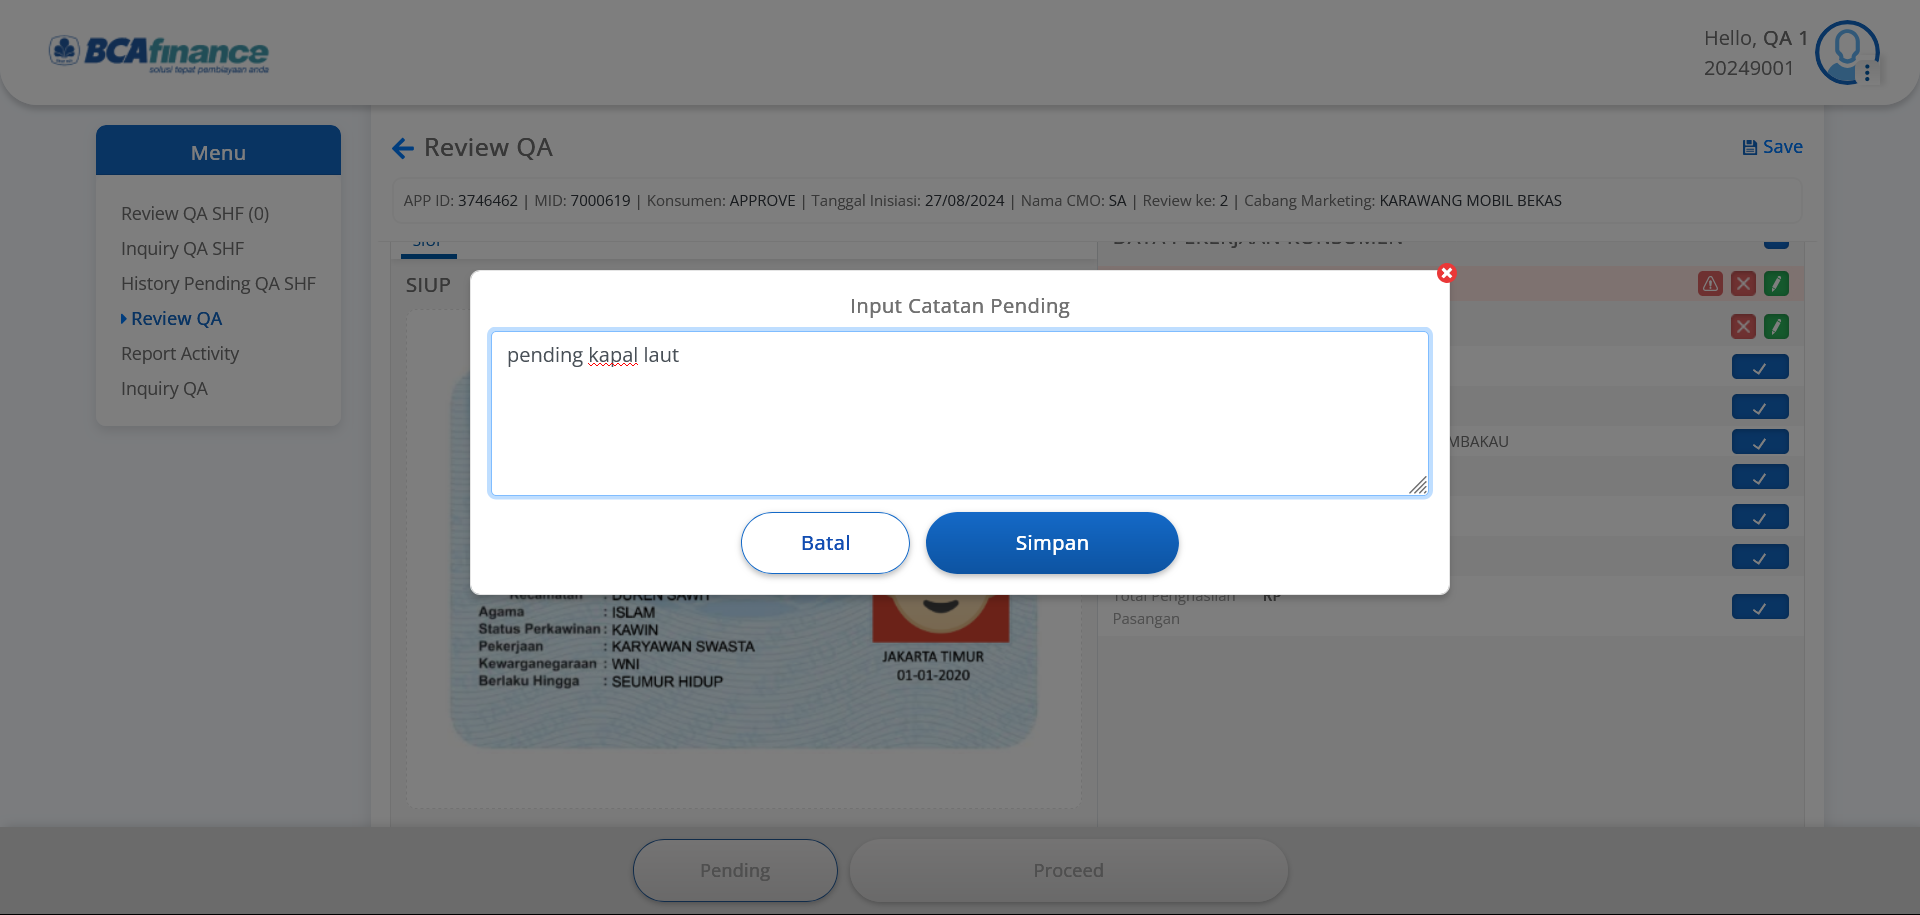 BCAfinance
solusi tepat pembiayaan anda
Hello, QA 1
20249001
Menu
Review QA SHF (0)
Inquiry QA SHF
History Pending QA SHF
Review QA
Report Activity
Inquiry QA
Review QA
Save
APP ID: 3746462 | MID: 7000619 | Konsumen: APPROVE | Tanggal Inisiasi: 27/08/2024 | Nama CMO: SA | Review ke: 2 | Cabang Marketing: KARAWANG MOBIL BEKAS
SIUP
DATA PEKERJAAN KONSUMEN
SIUP
Input Catatan Pending
pending kapal laut
Batal
Simpan
MBAKAU
Kecamatan : DUREN SAWIT
Agama : ISLAM
Status Perkawinan : KAWIN
Pekerjaan : KARYAWAN SWASTA
Kewarganegaraan : WNI
Berlaku Hingga : SEUMUR HIDUP
JAKARTA TIMUR
01-01-2020
Total Penghasilan Pasangan
RP
Pending
Proceed